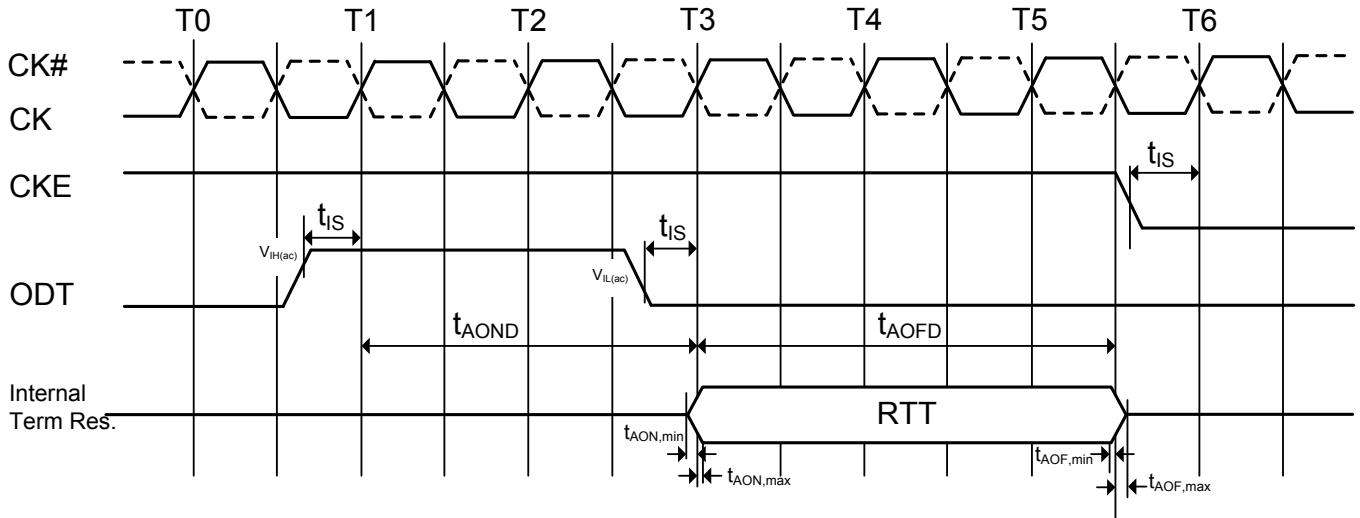 T0 T1 T2 T3 T4 T5 T6
CK#
CK
CKE
tIS
tIS
tIS
VIH(ac)
VIL(ac)
ODT
tAOND
tAOFD
Internal
Term Res.
RTT
tAON,min
tAOF,min
tAON,max
tAOF,max